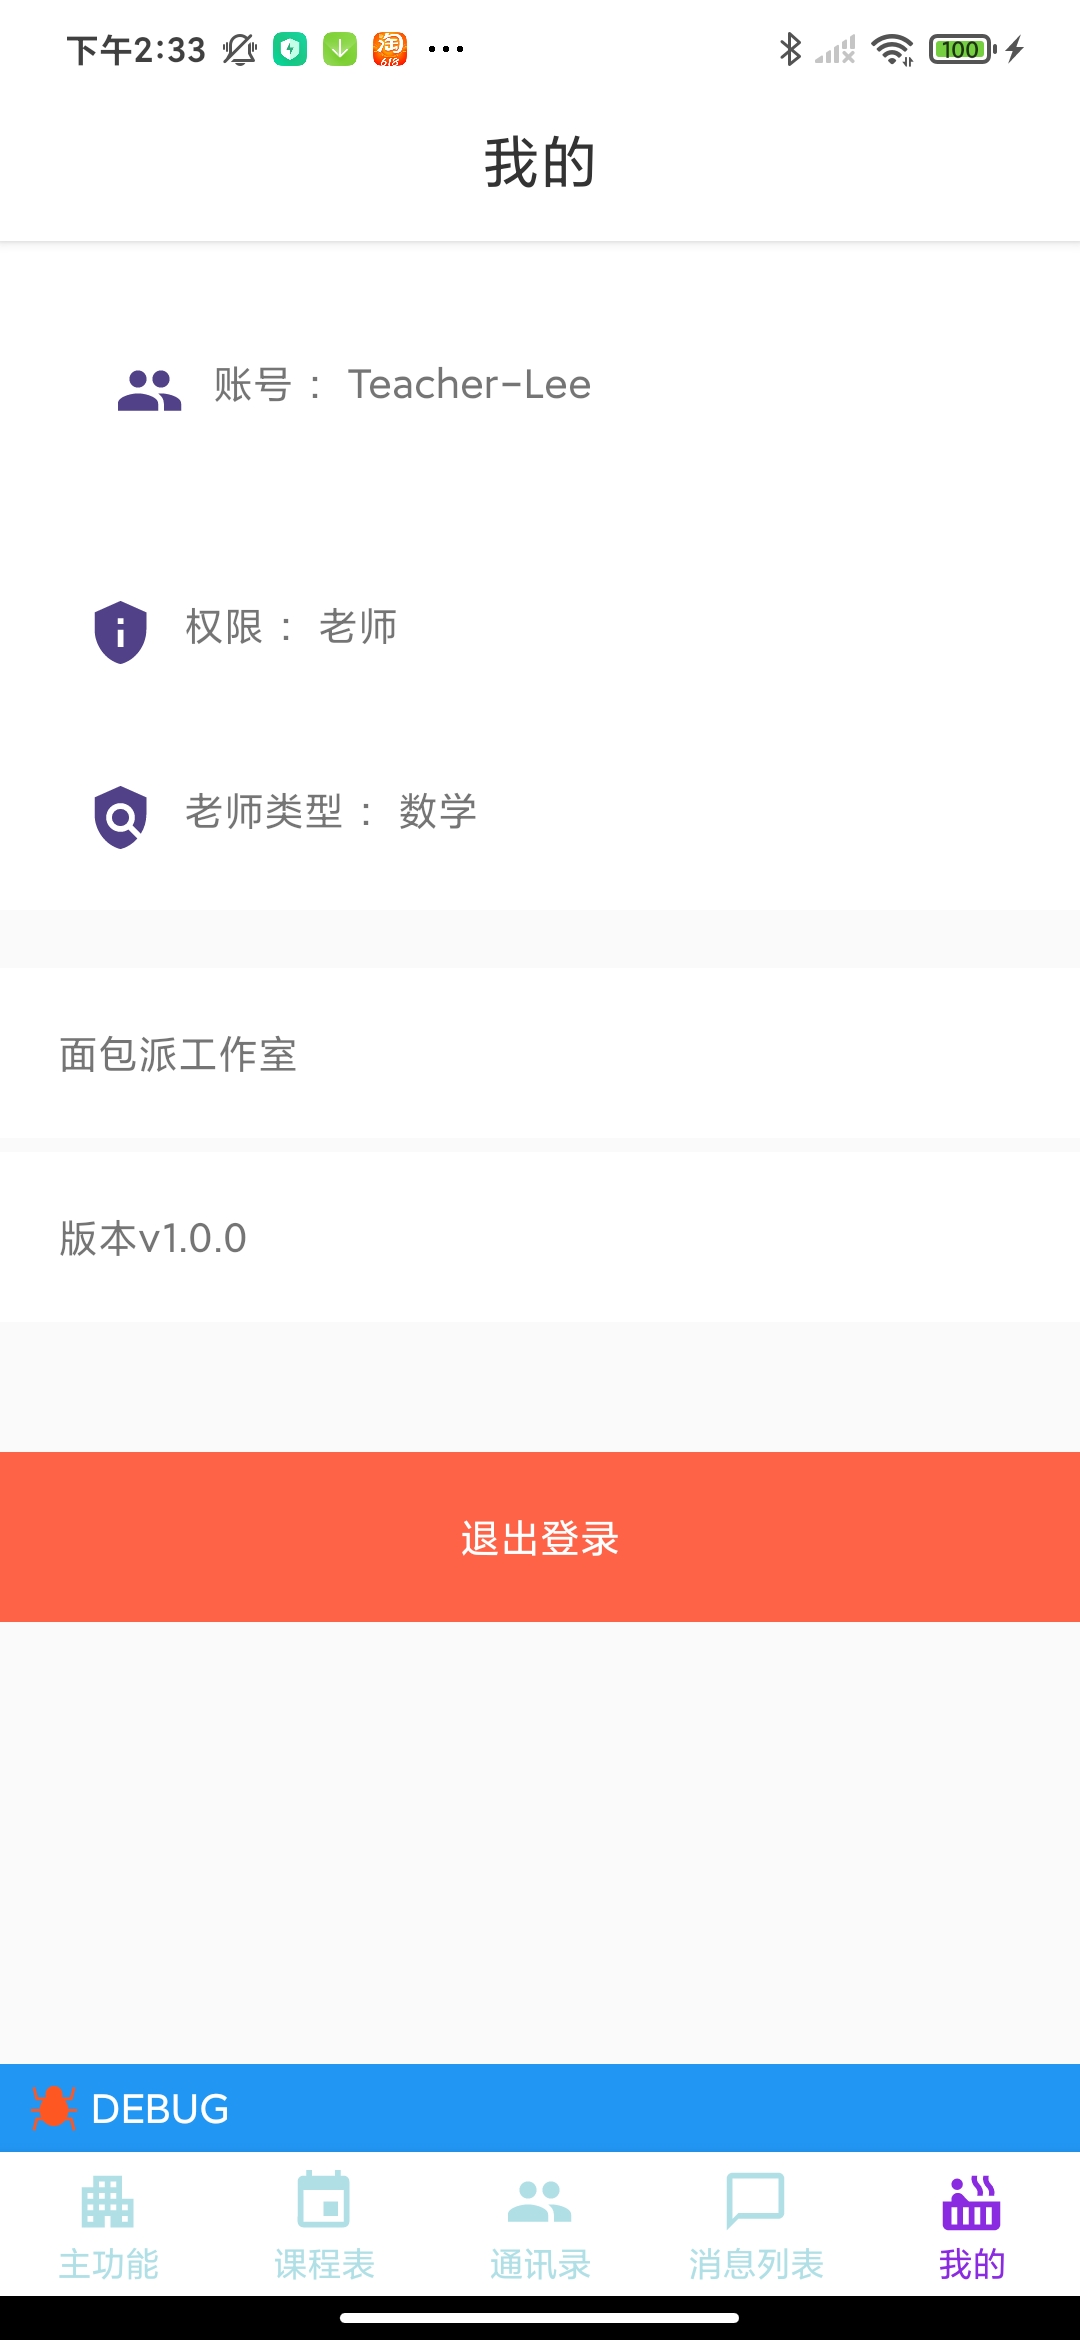 下午2:33
淘
618
100
我的
账号： Teacher-Lee
权限： 老师
老师类型： 数学
面包派工作室
版本v1.0.0
退出登录
DEBUG
主功能
课程表
通讯录
消息列表
我的